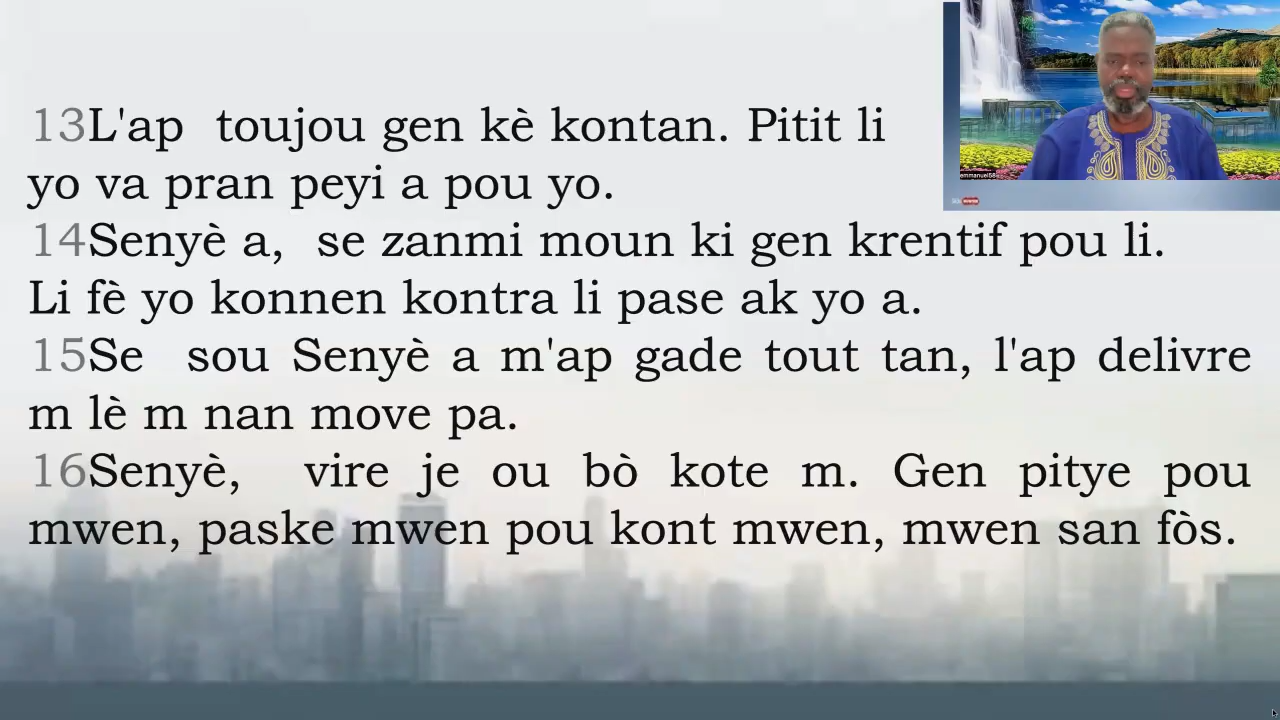 13L'ap toujou gen kè kontan. Pitit li
yo va pran peyi a pou yo.
14Senyè a, se zanmi moun ki gen krentif pou li.
Li fè yo konnen kontra li pase ak yo a.
15Se sou Senyè a m'ap gade tout tan, l'ap delivre
m lè m nan move pa.
16Senyè, vire je ou bò kote m. Gen pitye pou
mwen, paske mwen pou kont mwen, mwen san fòs.